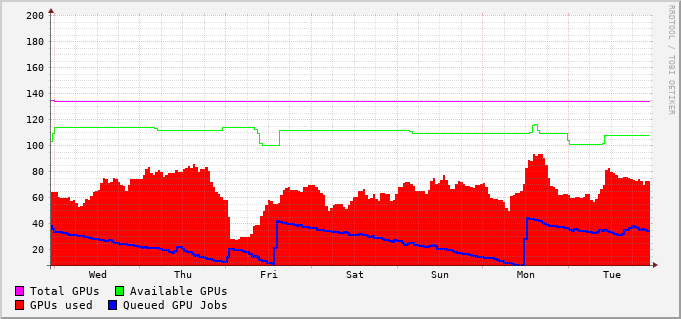 200
180
160
140
120
100
80
60
40
20
Wed Thu Fri Sat Sun Mon Tue
Total GPUs Available GPUs
GPUs used Queued GPU Jobs
RRDTOOL / TOBI OETIKER